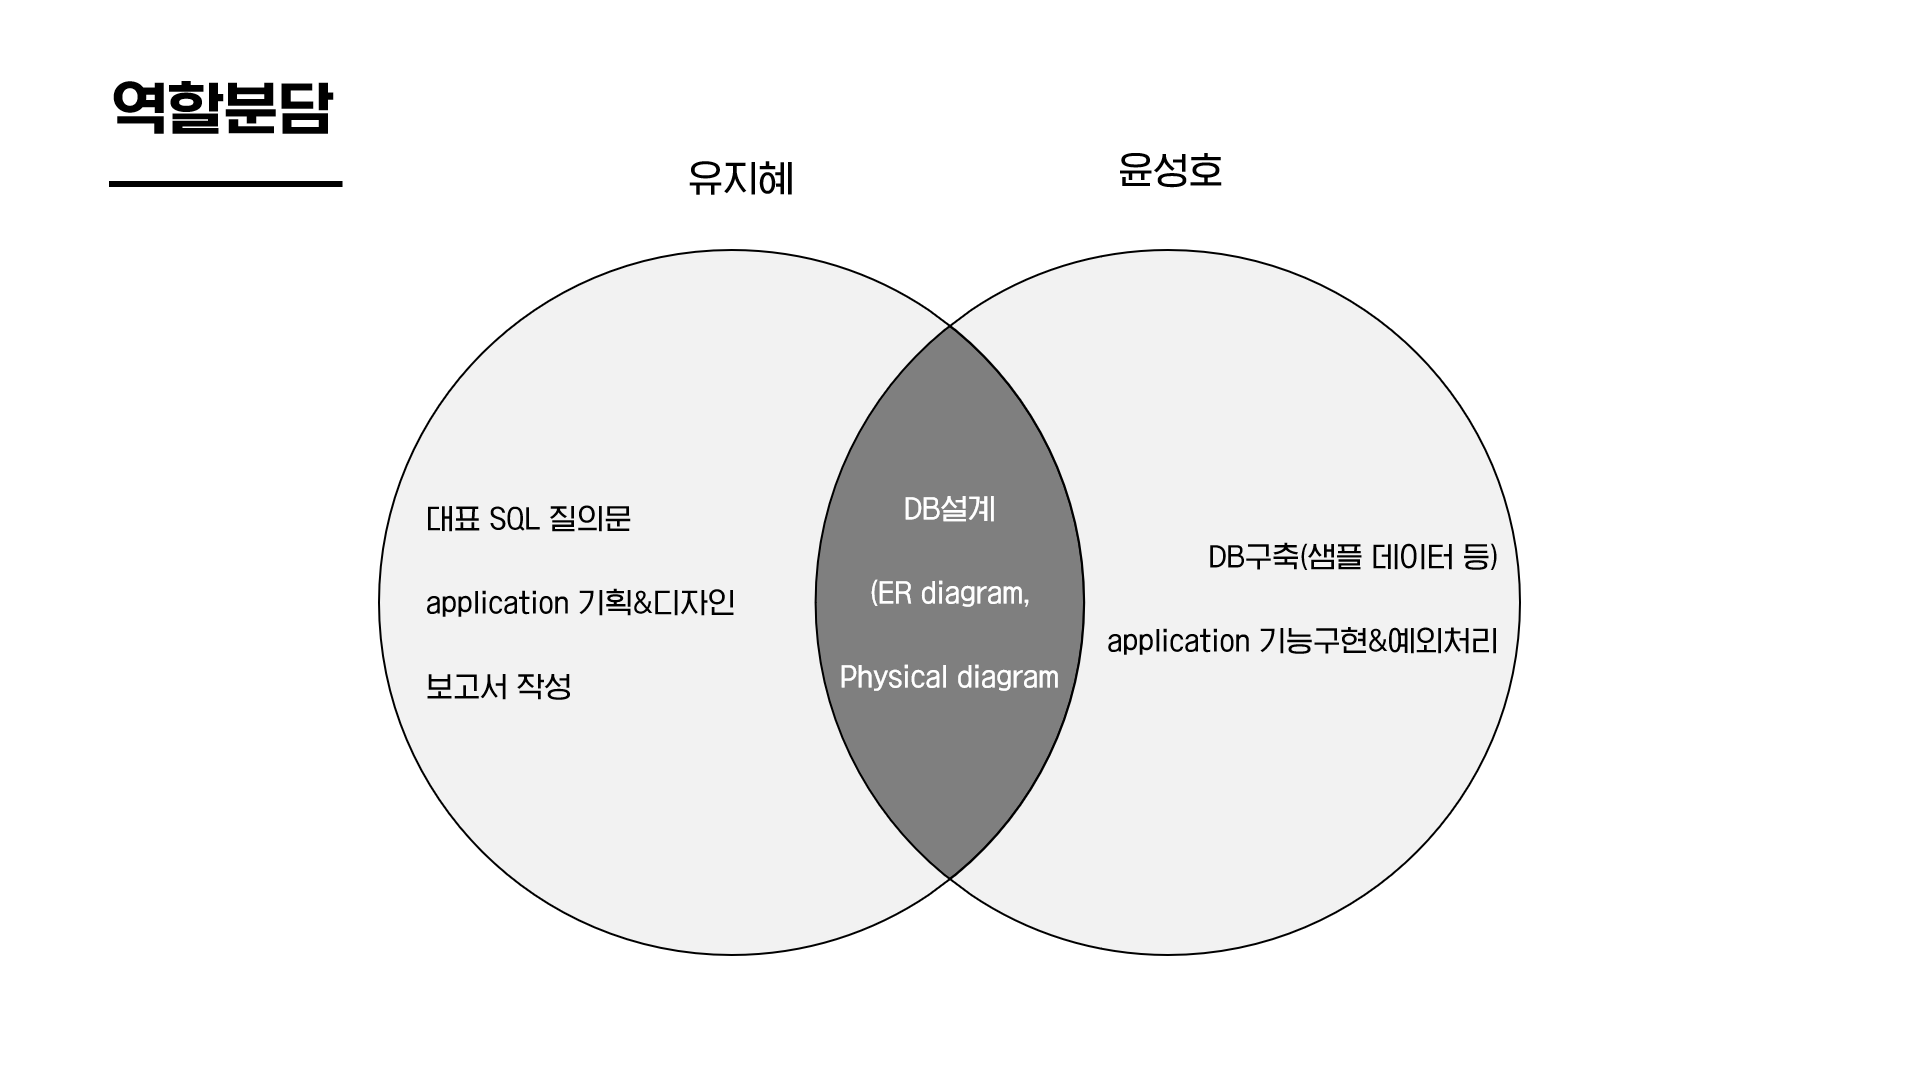 역할분담
유지혜
윤성호
대표 SQL 질의문
application 기획&디자인
보고서 작성
DB설계
(ER diagram,
Physical diagram
DB구축(샘플 데이터 등)
application 기능구현&예외처리